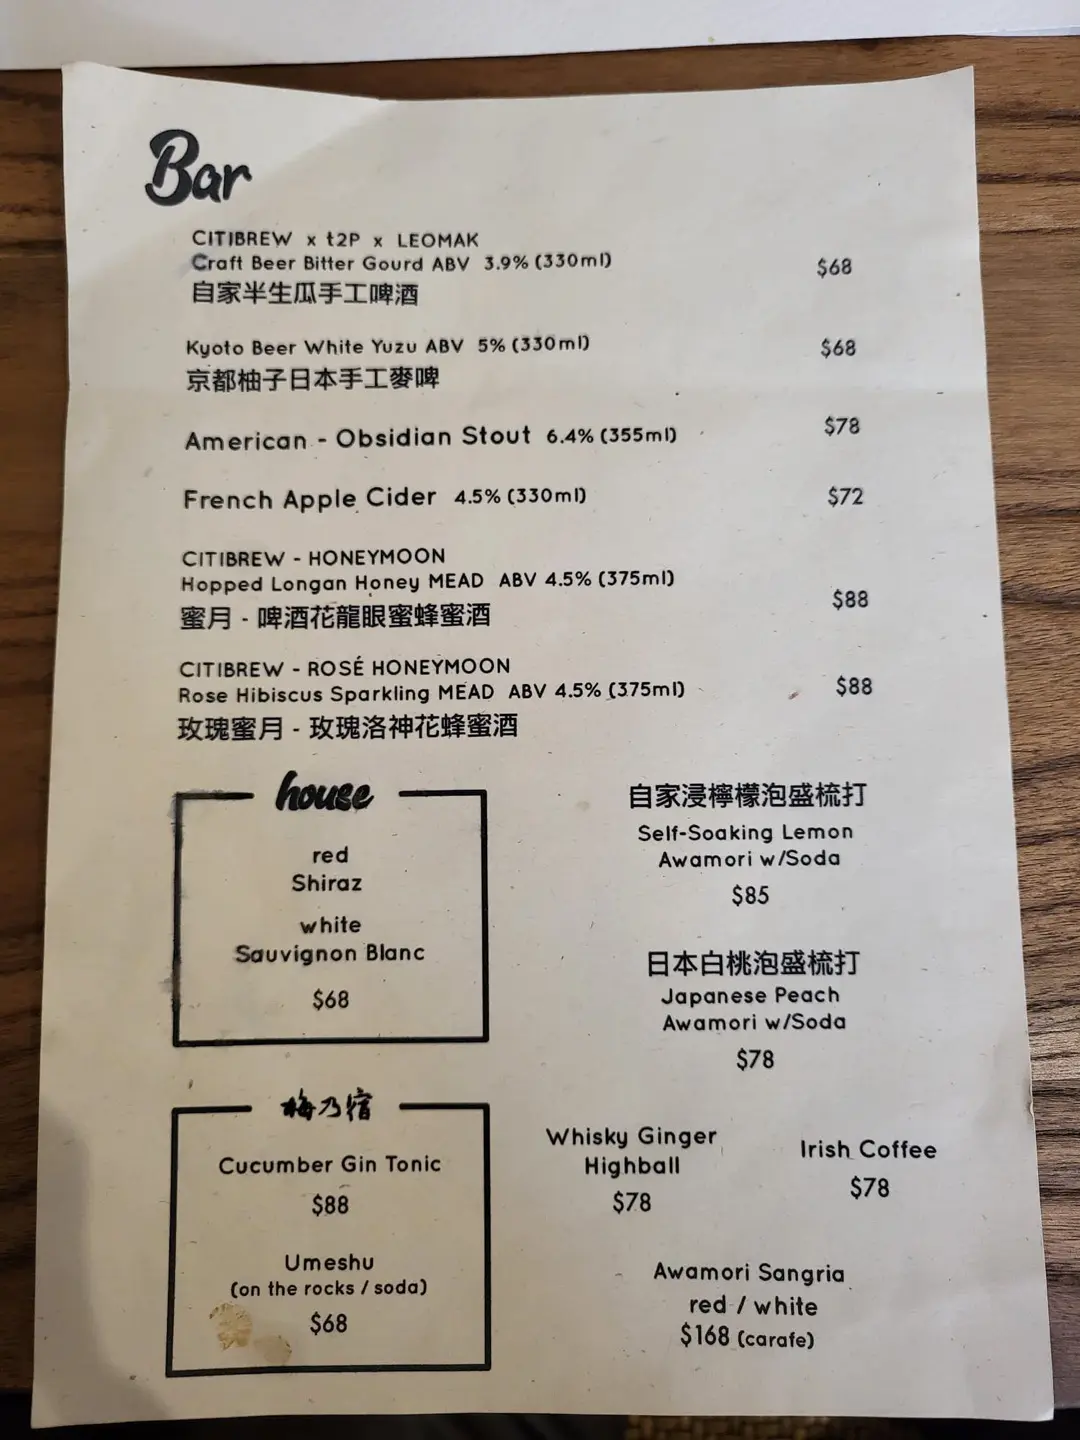 Bar
CITIBREW x t2P x LEOMAK
Craft Beer Bitter Gourd ABV 3.9% (330ml)
$68
自家半生瓜手工啤酒
Kyoto Beer White Yuzu ABV 5% (330ml)
$68
京都柚子日本手工麥啤
American - Obsidian Stout 6.4% (355ml)
$78
French Apple Cider 4.5% (330ml)
$72
CITIBREW - HONEYMOON
Hopped Longan Honey MEAD ABV 4.5% (375ml)
$88
蜜月 - 啤酒花龍眼蜜蜂蜜酒
CITIBREW - ROSÉ HONEYMOON
Rose Hibiscus Sparkling MEAD ABV 4.5% (375ml)
$88
玫瑰蜜月 - 玫瑰洛神花蜂蜜酒
house
red
Shiraz
white
Sauvignon Blanc
$68
自家浸檸檬泡盛梳打
Self-Soaking Lemon
Awamori w/Soda
$85
日本白桃泡盛梳打
Japanese Peach
Awamori w/Soda
$78
梅乃宿
Cucumber Gin Tonic
$88
Umeshu
(on the rocks / soda)
$68
Whisky Ginger
Highball
$78
Irish Coffee
$78
Awamori Sangria
red / white
$168 (carafe)